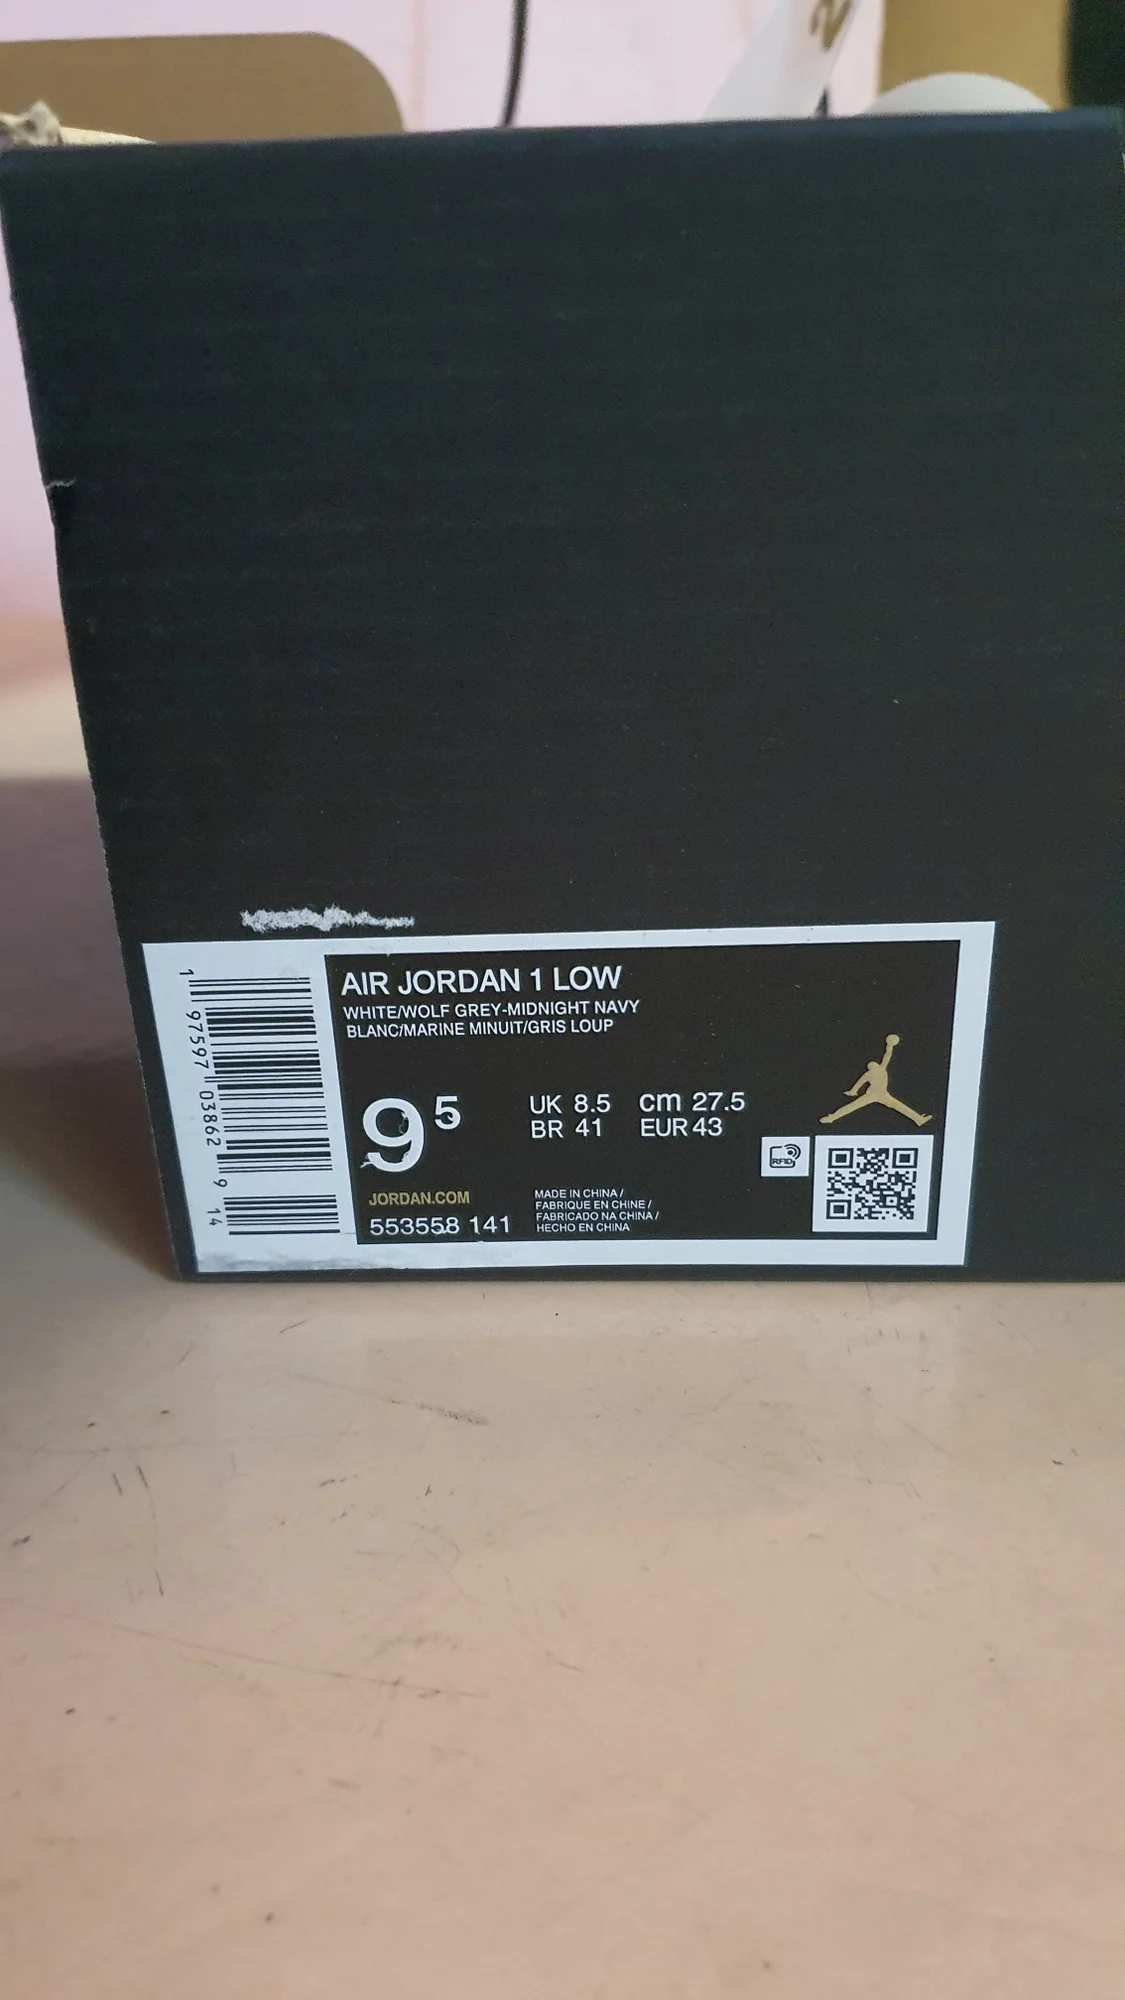 AIR JORDAN 1 LOW
WHITE/WOLF GREY-MIDNIGHT NAVY
BLANC/MARINE MINUIT/GRIS LOUP
9 5
UK 8.5 cm 27.5
BR 41 EUR 43
RFID
JORDAN.COM
553558 141
MADE IN CHINA /
FABRIQUE EN CHINE /
FABRICADO NA CHINA /
HECHO EN CHINA
1 97597 03862 9 14
2